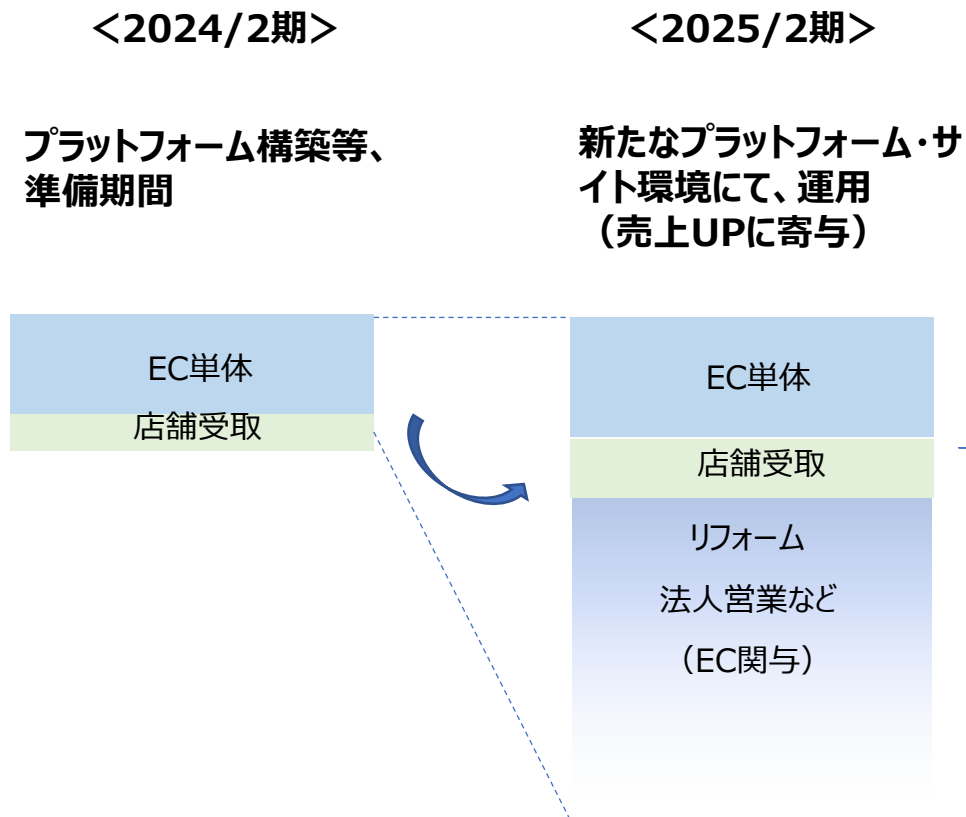 ＜2024/2期＞
＜2025/2期＞
プラットフォーム構築等、
準備期間
新たなプラットフォーム・サ
イト環境にて、運用
（売上UPに寄与）
EC単体
店舗受取
EC単体
店舗受取
リフォーム
法人営業など
（EC関与）